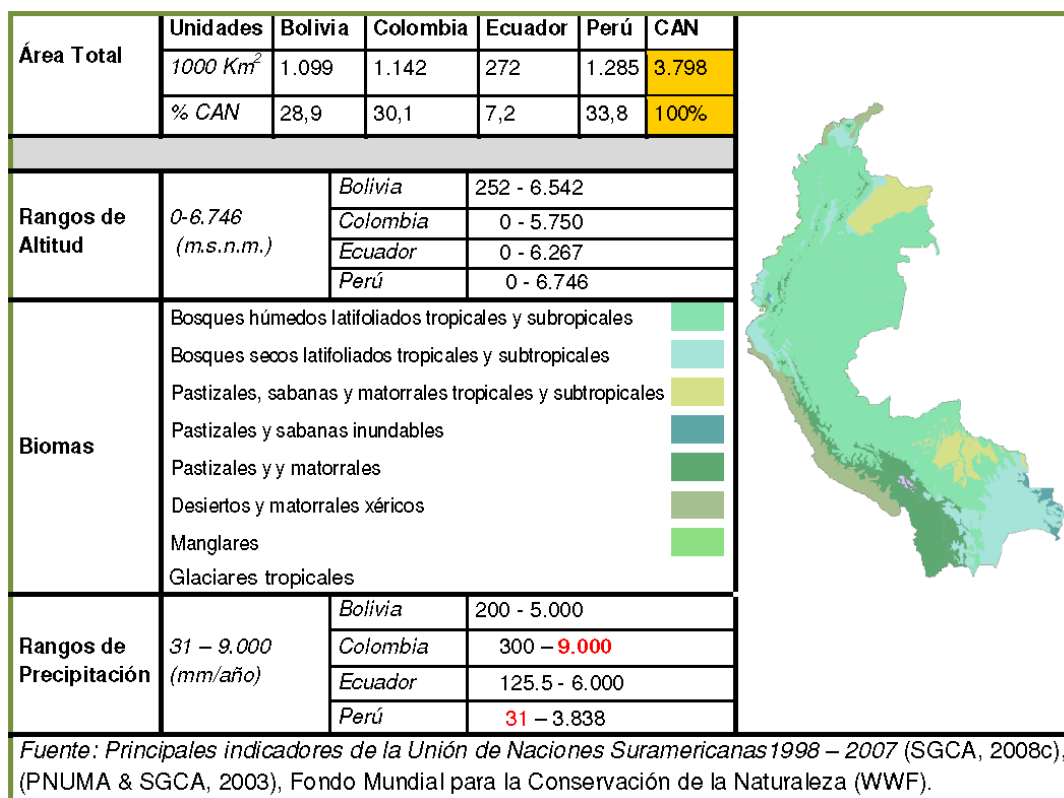 Área Total
Unidades Bolivia Colombia Ecuador Perú CAN
1000 Km² 1.099 1.142 272 1.285 3.798
% CAN 28,9 30,1 7,2 33,8 100%
Rangos de Altitud
0-6.746 (m.s.n.m.)
Bolivia 252 - 6.542
Colombia 0 - 5.750
Ecuador 0 - 6.267
Perú 0 - 6.746
Biomas
Bosques húmedos latifoliados tropicales y subropicales
Bosques secos latifoliados tropicales y subtropicales
Pastizales, sabanas y matorrales tropicales y subtropicales
Pastizales y sabanas inundables
Pastizales y y matorrales
Desiertos y matorrales xéricos
Manglares
Glaciares tropicales
Rangos de Precipitación
31 – 9.000 (mm/año)
Bolivia 200 - 5.000
Colombia 300 – 9.000
Ecuador 125.5 - 6.000
Perú 31 – 3.838
Fuente: Principales indicadores de la Unión de Naciones Suramericanas1998 – 2007 (SGCA, 2008c),
(PNUMA & SGCA, 2003), Fondo Mundial para la Conservación de la Naturaleza (WWF).